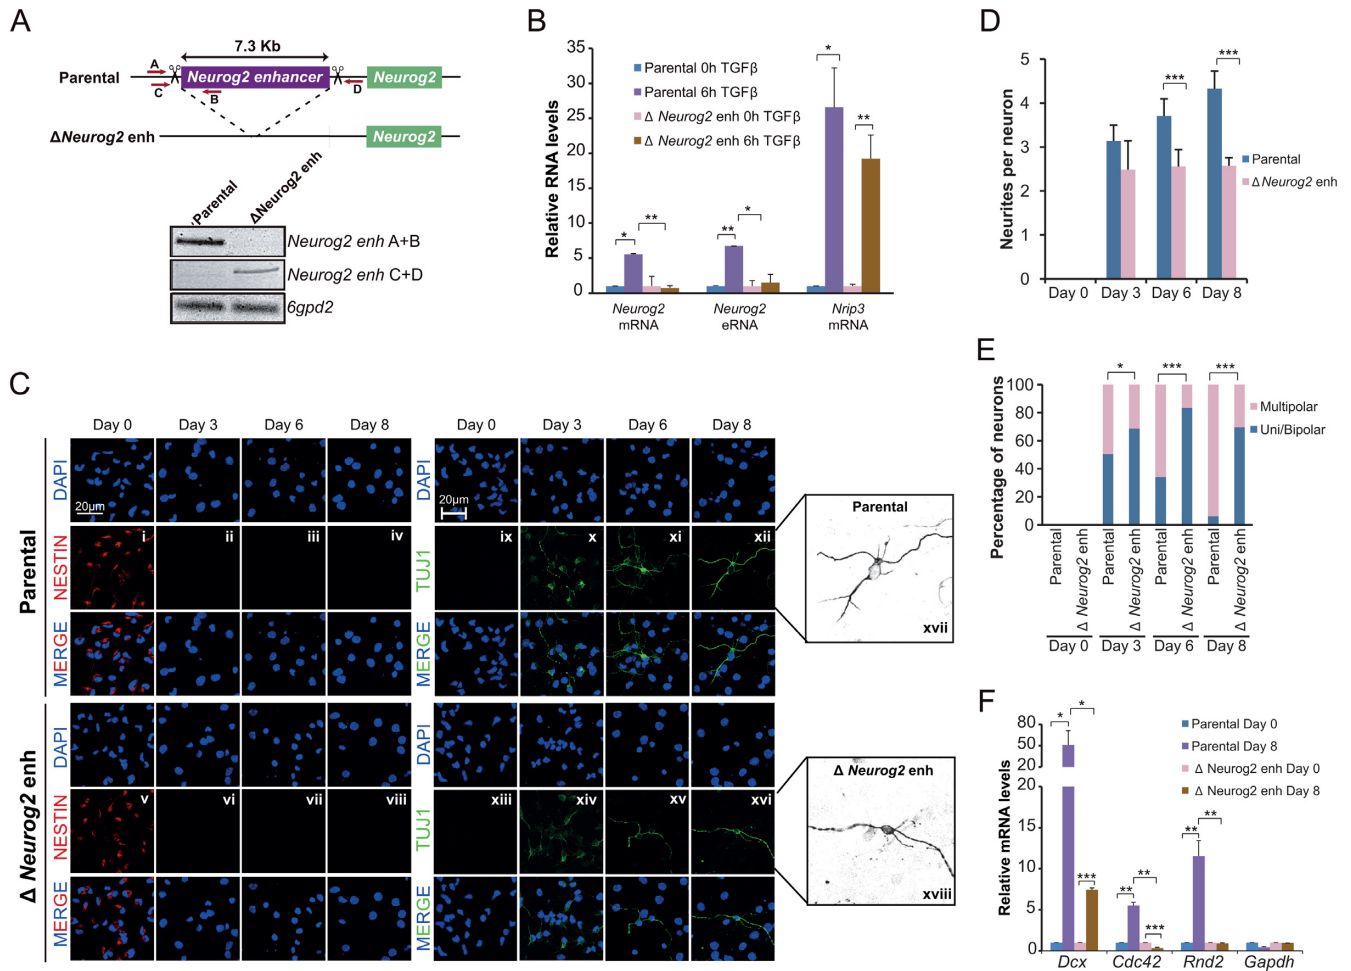 A
7.3 Kb
Parental
A
C
Neurog2 enhancer
B
D
Neurog2
ΔNeurog2 enh
Neurog2
Parental
ΔNeurog2 enh
Neurog2 enh A+B
Neurog2 enh C+D
6gpd2
B
Relative RNA levels
35
30
25
20
15
10
5
0
Parental 0h TGFβ
Parental 6h TGFβ
Δ Neurog2 enh 0h TGFβ
Δ Neurog2 enh 6h TGFβ
* **
** *
* **
Neurog2 mRNA
Neurog2 eRNA
Nrip3 mRNA
C
Day 0 Day 3 Day 6 Day 8
Day 0 Day 3 Day 6 Day 8
Parental
DAPI
20μm
DAPI
20μm
NESTIN
i ii iii iv
TUJ1
ix x xi xii
MERGE
MERGE
Parental
xvii
Δ Neurog2 enh
DAPI
DAPI
NESTIN
v vi vii viii
TUJ1
xiii xiv xv xvi
MERGE
MERGE
Δ Neurog2 enh
xviii
D
Neurites per neuron
5
4
3
2
1
0
*** ***
Day 0 Day 3 Day 6 Day 8
Parental
ΔNeurog2 enh
E
Percentage of neurons
100
80
60
40
20
0
* *** ***
Multipolar
Uni/Bipolar
Parental
Δ Neurog2 enh
Parental
Δ Neurog2 enh
Parental
Δ Neurog2 enh
Parental
Δ Neurog2 enh
Day 0 Day 3 Day 6 Day 8
F
Relative mRNA levels
80
50
20
20
15
10
5
0
Parental Day 0
Parental Day 8
Δ Neurog2 enh Day 0
Δ Neurog2 enh Day 8
* *
***
** **
***
** **
Dcx Cdc42 Rnd2 Gapdh